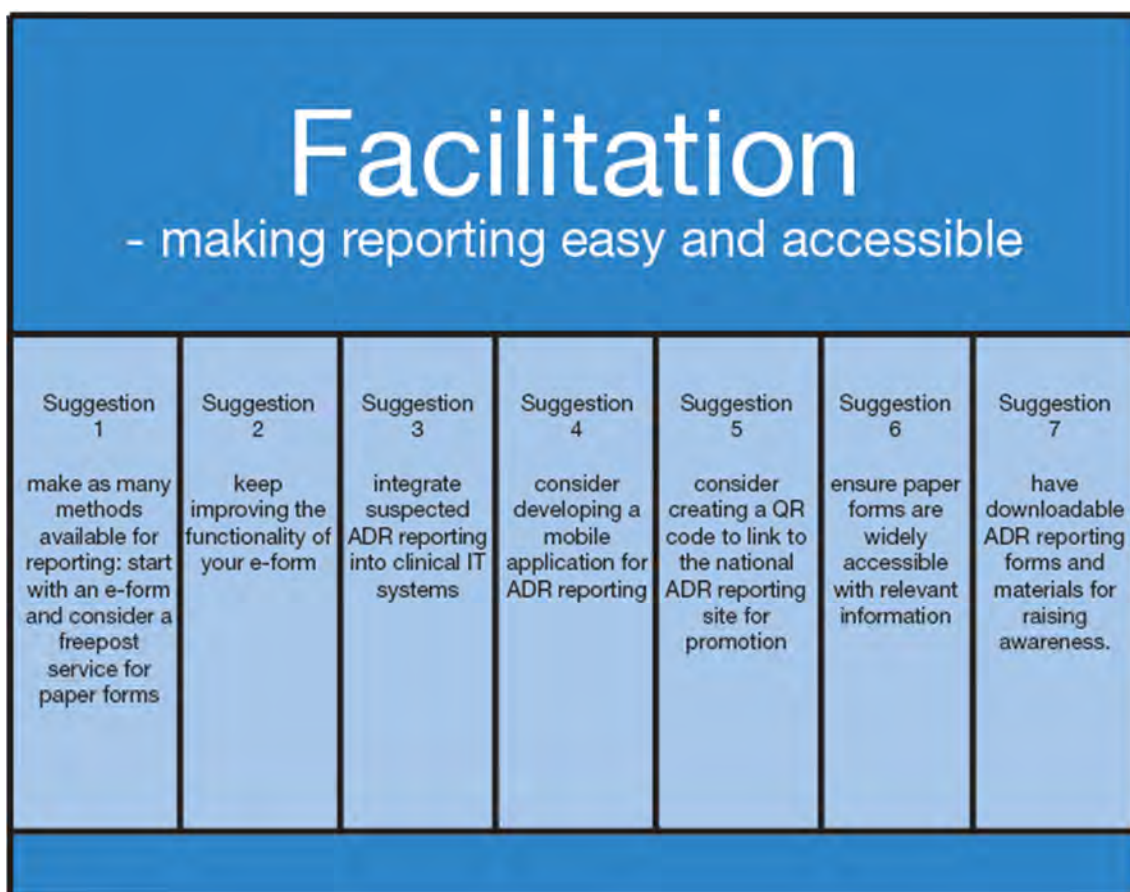 Facilitation
- making reporting easy and accessible
Suggestion
1
make as many
methods
available for
reporting: start
with an e-form
and consider a
freepost
service for
paper forms
Suggestion
2
keep
improving the
functionality of
your e-form
Suggestion
3
integrate
suspected
ADR reporting
into clinical IT
systems
Suggestion
4
consider
developing a
mobile
application for
ADR reporting
Suggestion
5
consider
creating a QR
code to link to
the national
ADR reporting
site for
promotion
Suggestion
6
ensure paper
forms are
widely
accessible
with relevant
information
Suggestion
7
have
downloadable
ADR reporting
forms and
materials for
raising
awareness.